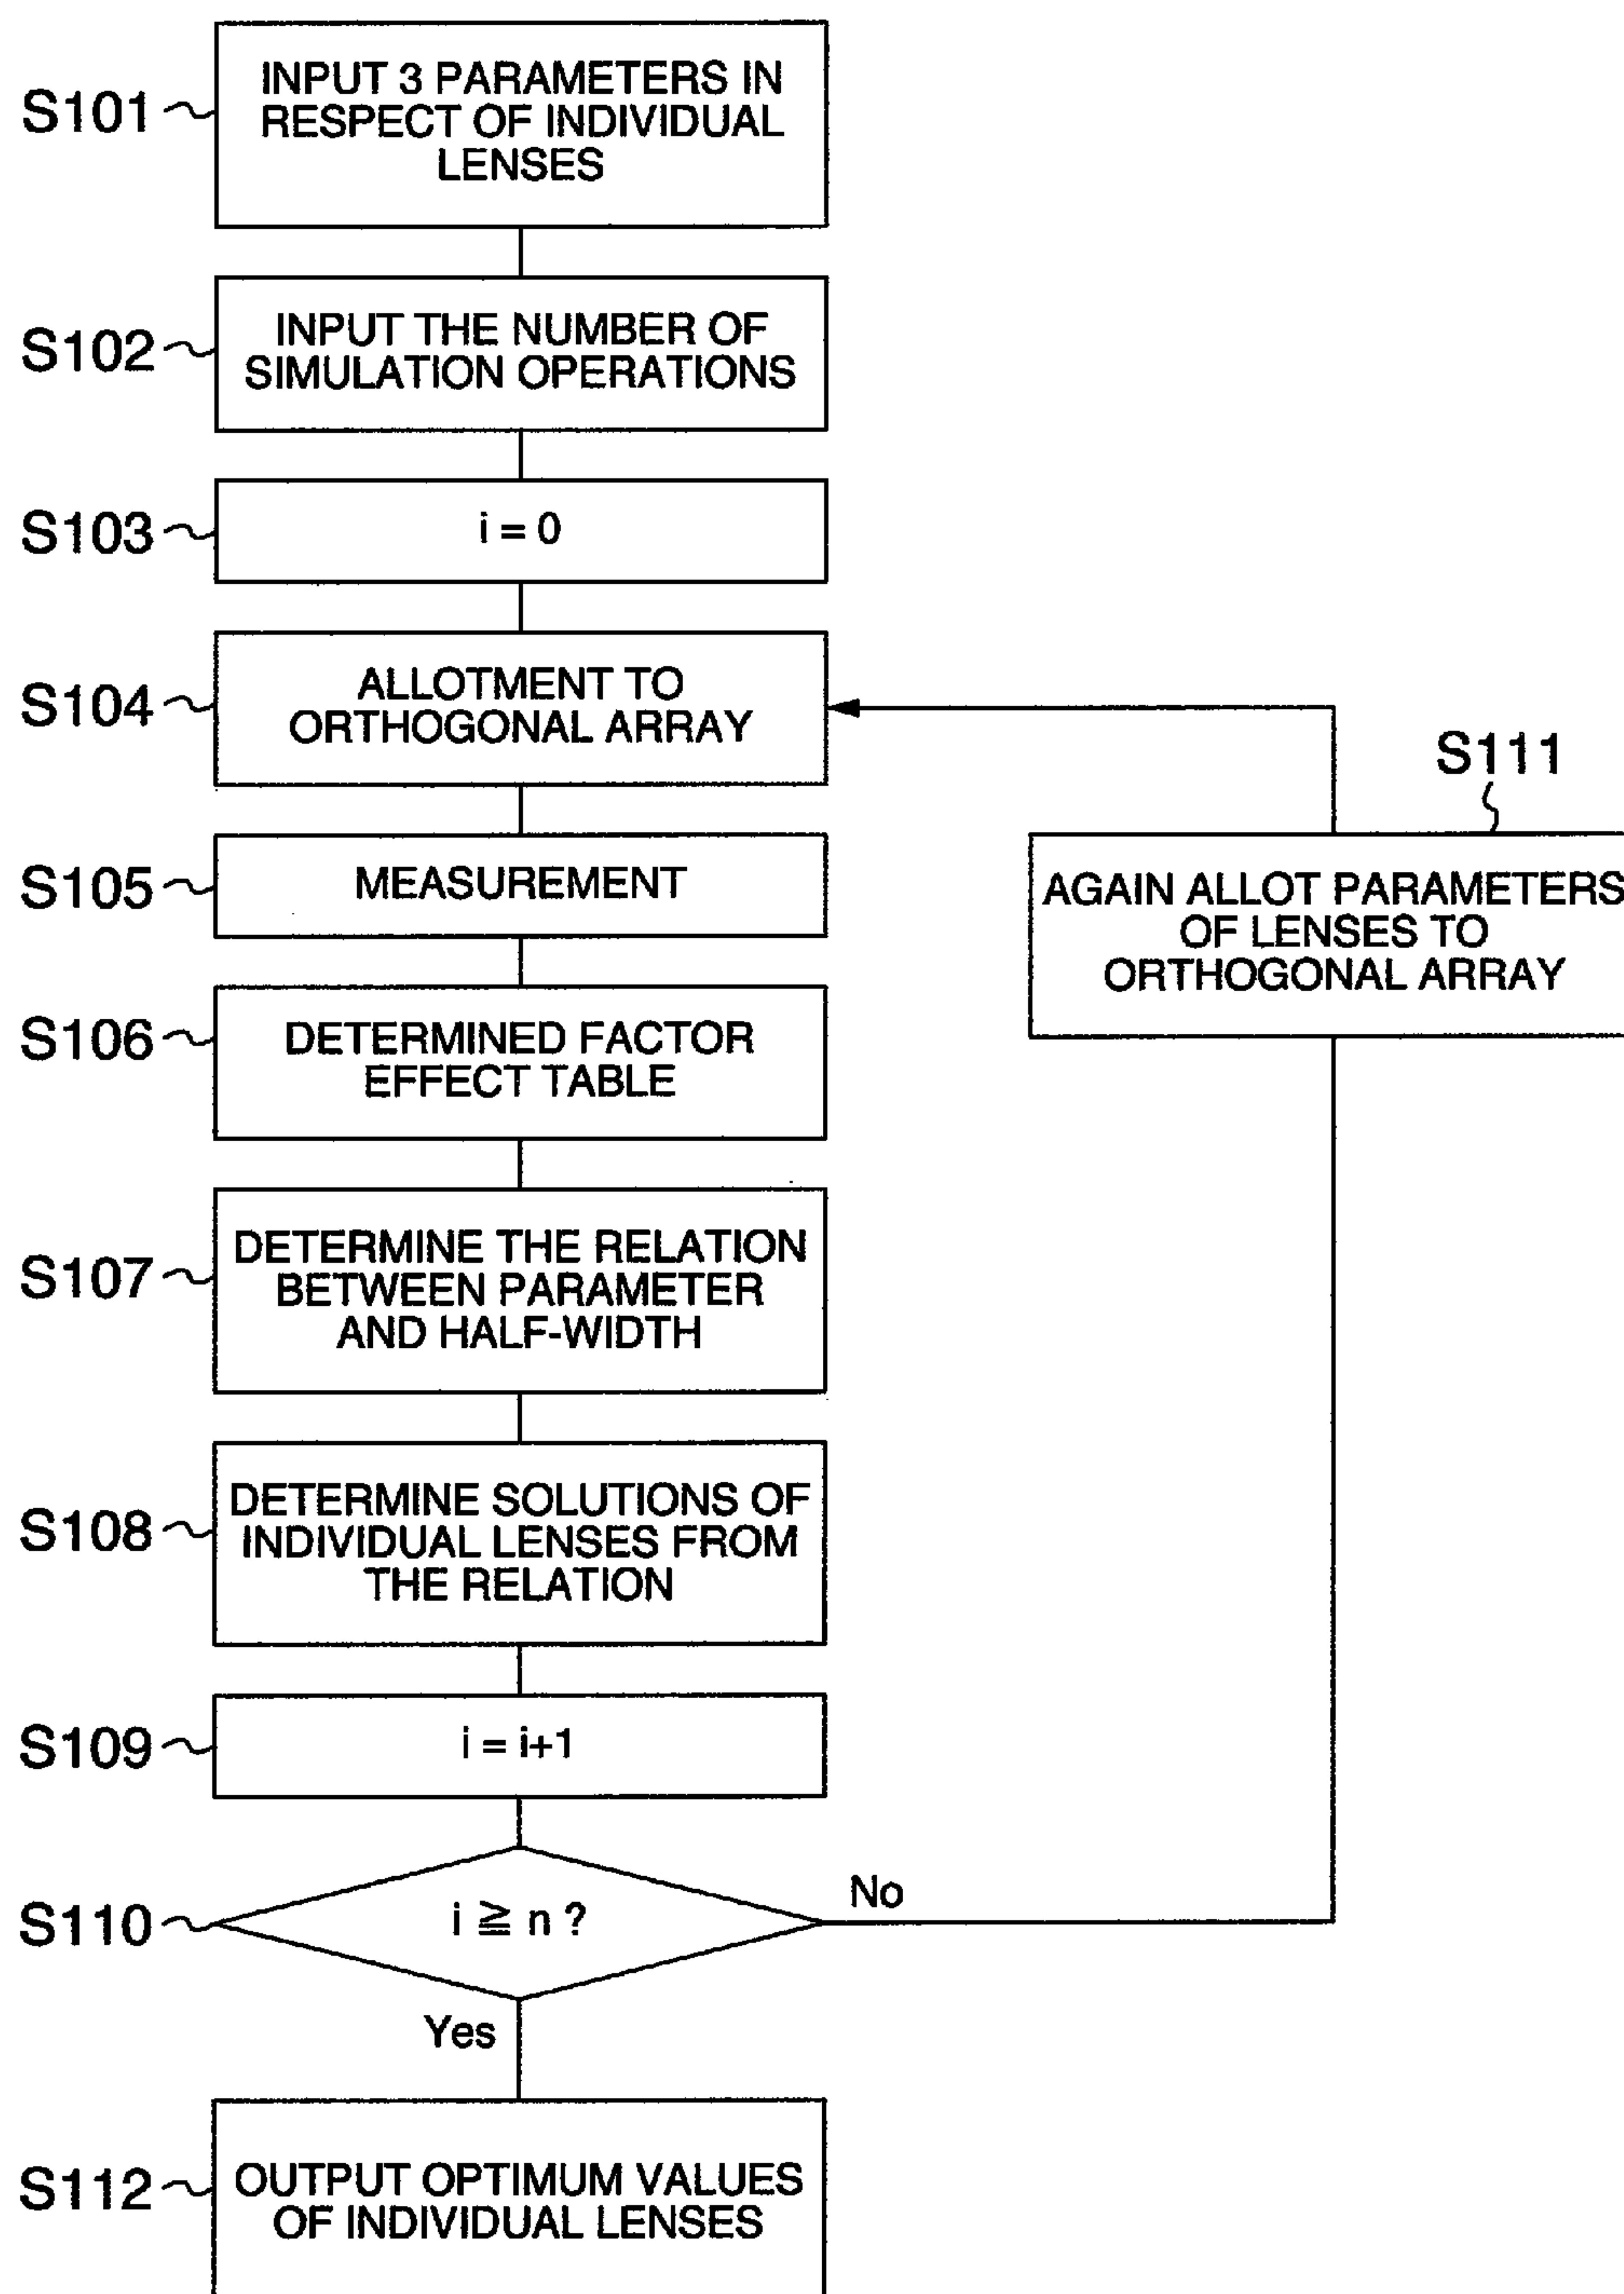 S101
INPUT 3 PARAMETERS IN
RESPECT OF INDIVIDUAL
LENSES
S102
INPUT THE NUMBER OF
SIMULATION OPERATIONS
S103
i = 0
S104
ALLOTMENT TO
ORTHOGONAL ARRAY
S105
MEASUREMENT
S106
DETERMINED FACTOR
EFFECT TABLE
S107
DETERMINE THE RELATION
BETWEEN PARAMETER
AND HALF-WIDTH
S108
DETERMINE SOLUTIONS OF
INDIVIDUAL LENSES FROM
THE RELATION
S109
i = i+1
S110
i ≧ n ?
No
S111
AGAIN ALLOT PARAMETERS
OF LENSES TO
ORTHOGONAL ARRAY
Yes
S112
OUTPUT OPTIMUM VALUES
OF INDIVIDUAL LENSES